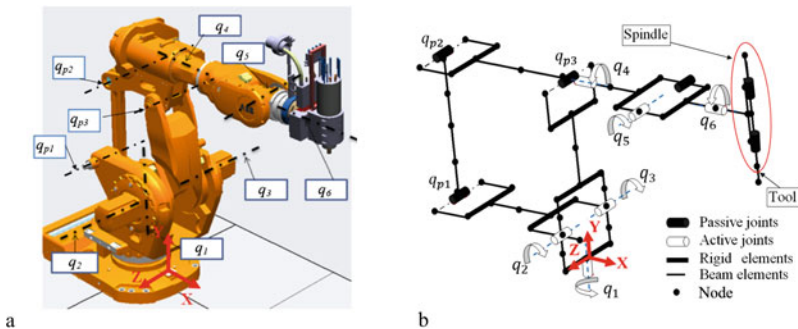 q4
q5
qp2
qp3
qp1
q3
q6
q2
q1
Y
Z
X
a
qp2
qp3
q4
Spindle
q6
q5
qp1
q3
Tool
Y
Z
X
q2
q1
Passive joints
Active joints
Rigid elements
Beam elements
Node
b